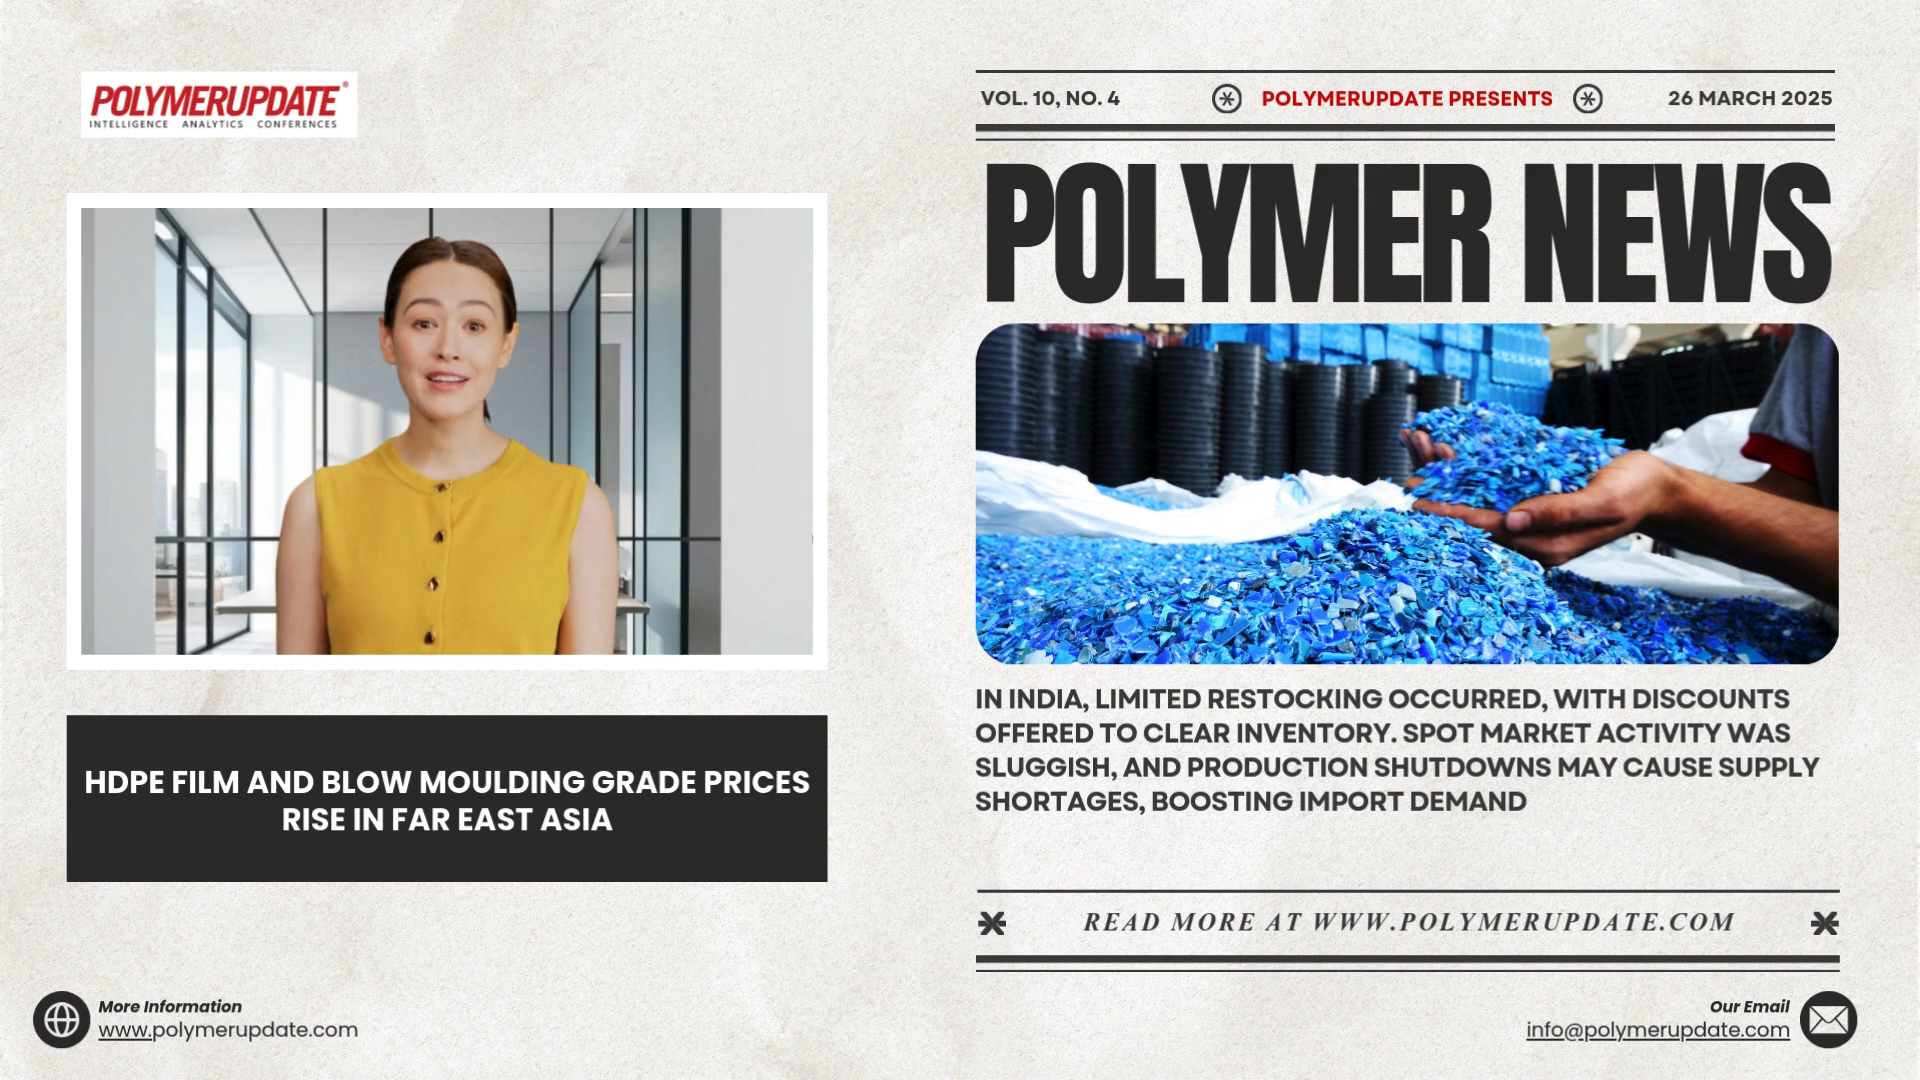 POLYMERUPDATE®
INTELLIGENCE ANALYTICS CONFERENCES
HDPE FILM AND BLOW MOULDING GRADE PRICES
RISE IN FAR EAST ASIA
More Information
www.polymerupdate.com
VOL. 10, NO. 4 POLYMERUPDATE PRESENTS 26 MARCH 2025
POLYMER NEWS
IN INDIA, LIMITED RESTOCKING OCCURRED, WITH DISCOUNTS
OFFERED TO CLEAR INVENTORY. SPOT MARKET ACTIVITY WAS
SLUGGISH, AND PRODUCTION SHUTDOWNS MAY CAUSE SUPPLY
SHORTAGES, BOOSTING IMPORT DEMAND
READ MORE AT WWW.POLYMERUPDATE.COM
Our Email
info@polymerupdate.com